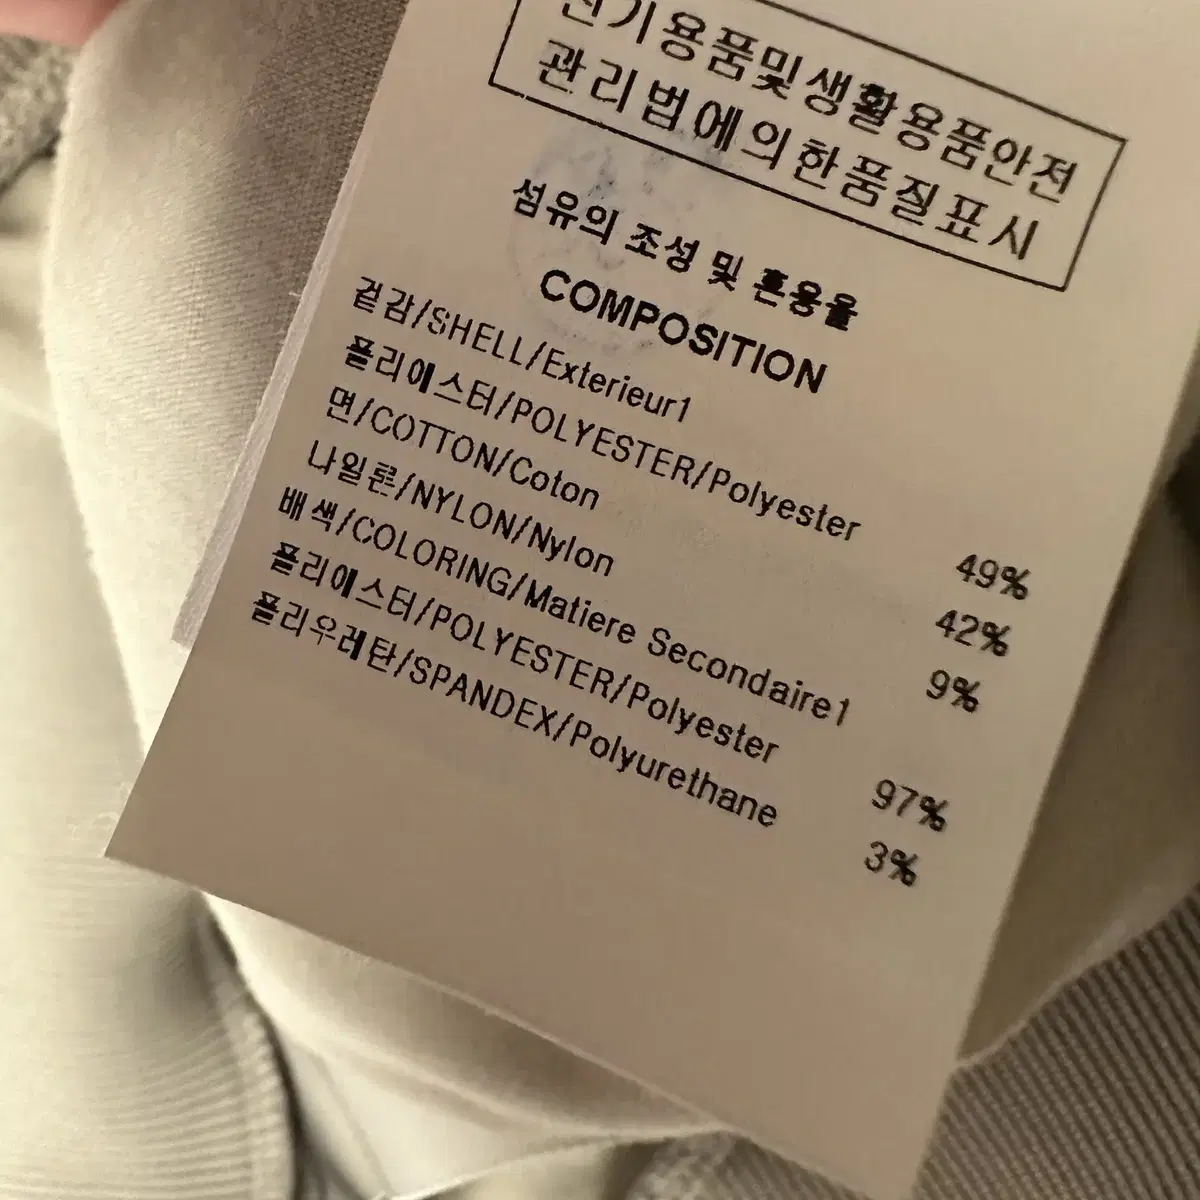 전기용품및생활용품안전
관리법에의한품질표시
섬유의 조성 및 혼용율
COMPOSITION
겉감/SHELL/Exterieur1
폴리에스터/POLYESTER/Polyester 49%
면/COTTON/Coton 42%
나일론/NYLON/Nylon 9%
배색/COLORING/Matiere Secondaire1
폴리에스터/POLYESTER/Polyester 97%
폴리우레탄/SPANDEX/Polyurethane 3%